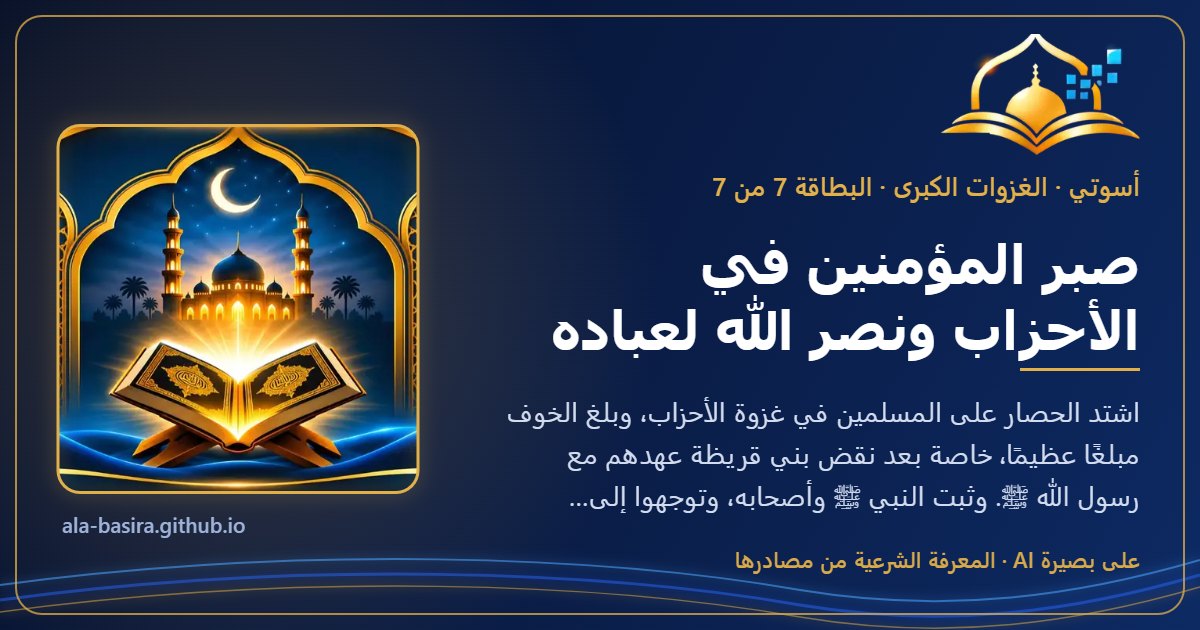 أسوتي · الغزوات الكبرى · البطاقة 7 من 7
صبر المؤمنين في
الأحزاب ونصر الله لعباده
اشتد الحصار على المسلمين في غزوة الأحزاب، وبلغ الخوف
مبلغًا عظيمًا، خاصة بعد نقض بني قريظة عهدهم مع
رسول الله ﷺ. وثبت النبي ﷺ وأصحابه، وتوجهوا إلى...
ala-basira.github.io
على بصيرة AI · المعرفة الشرعية من مصادرها